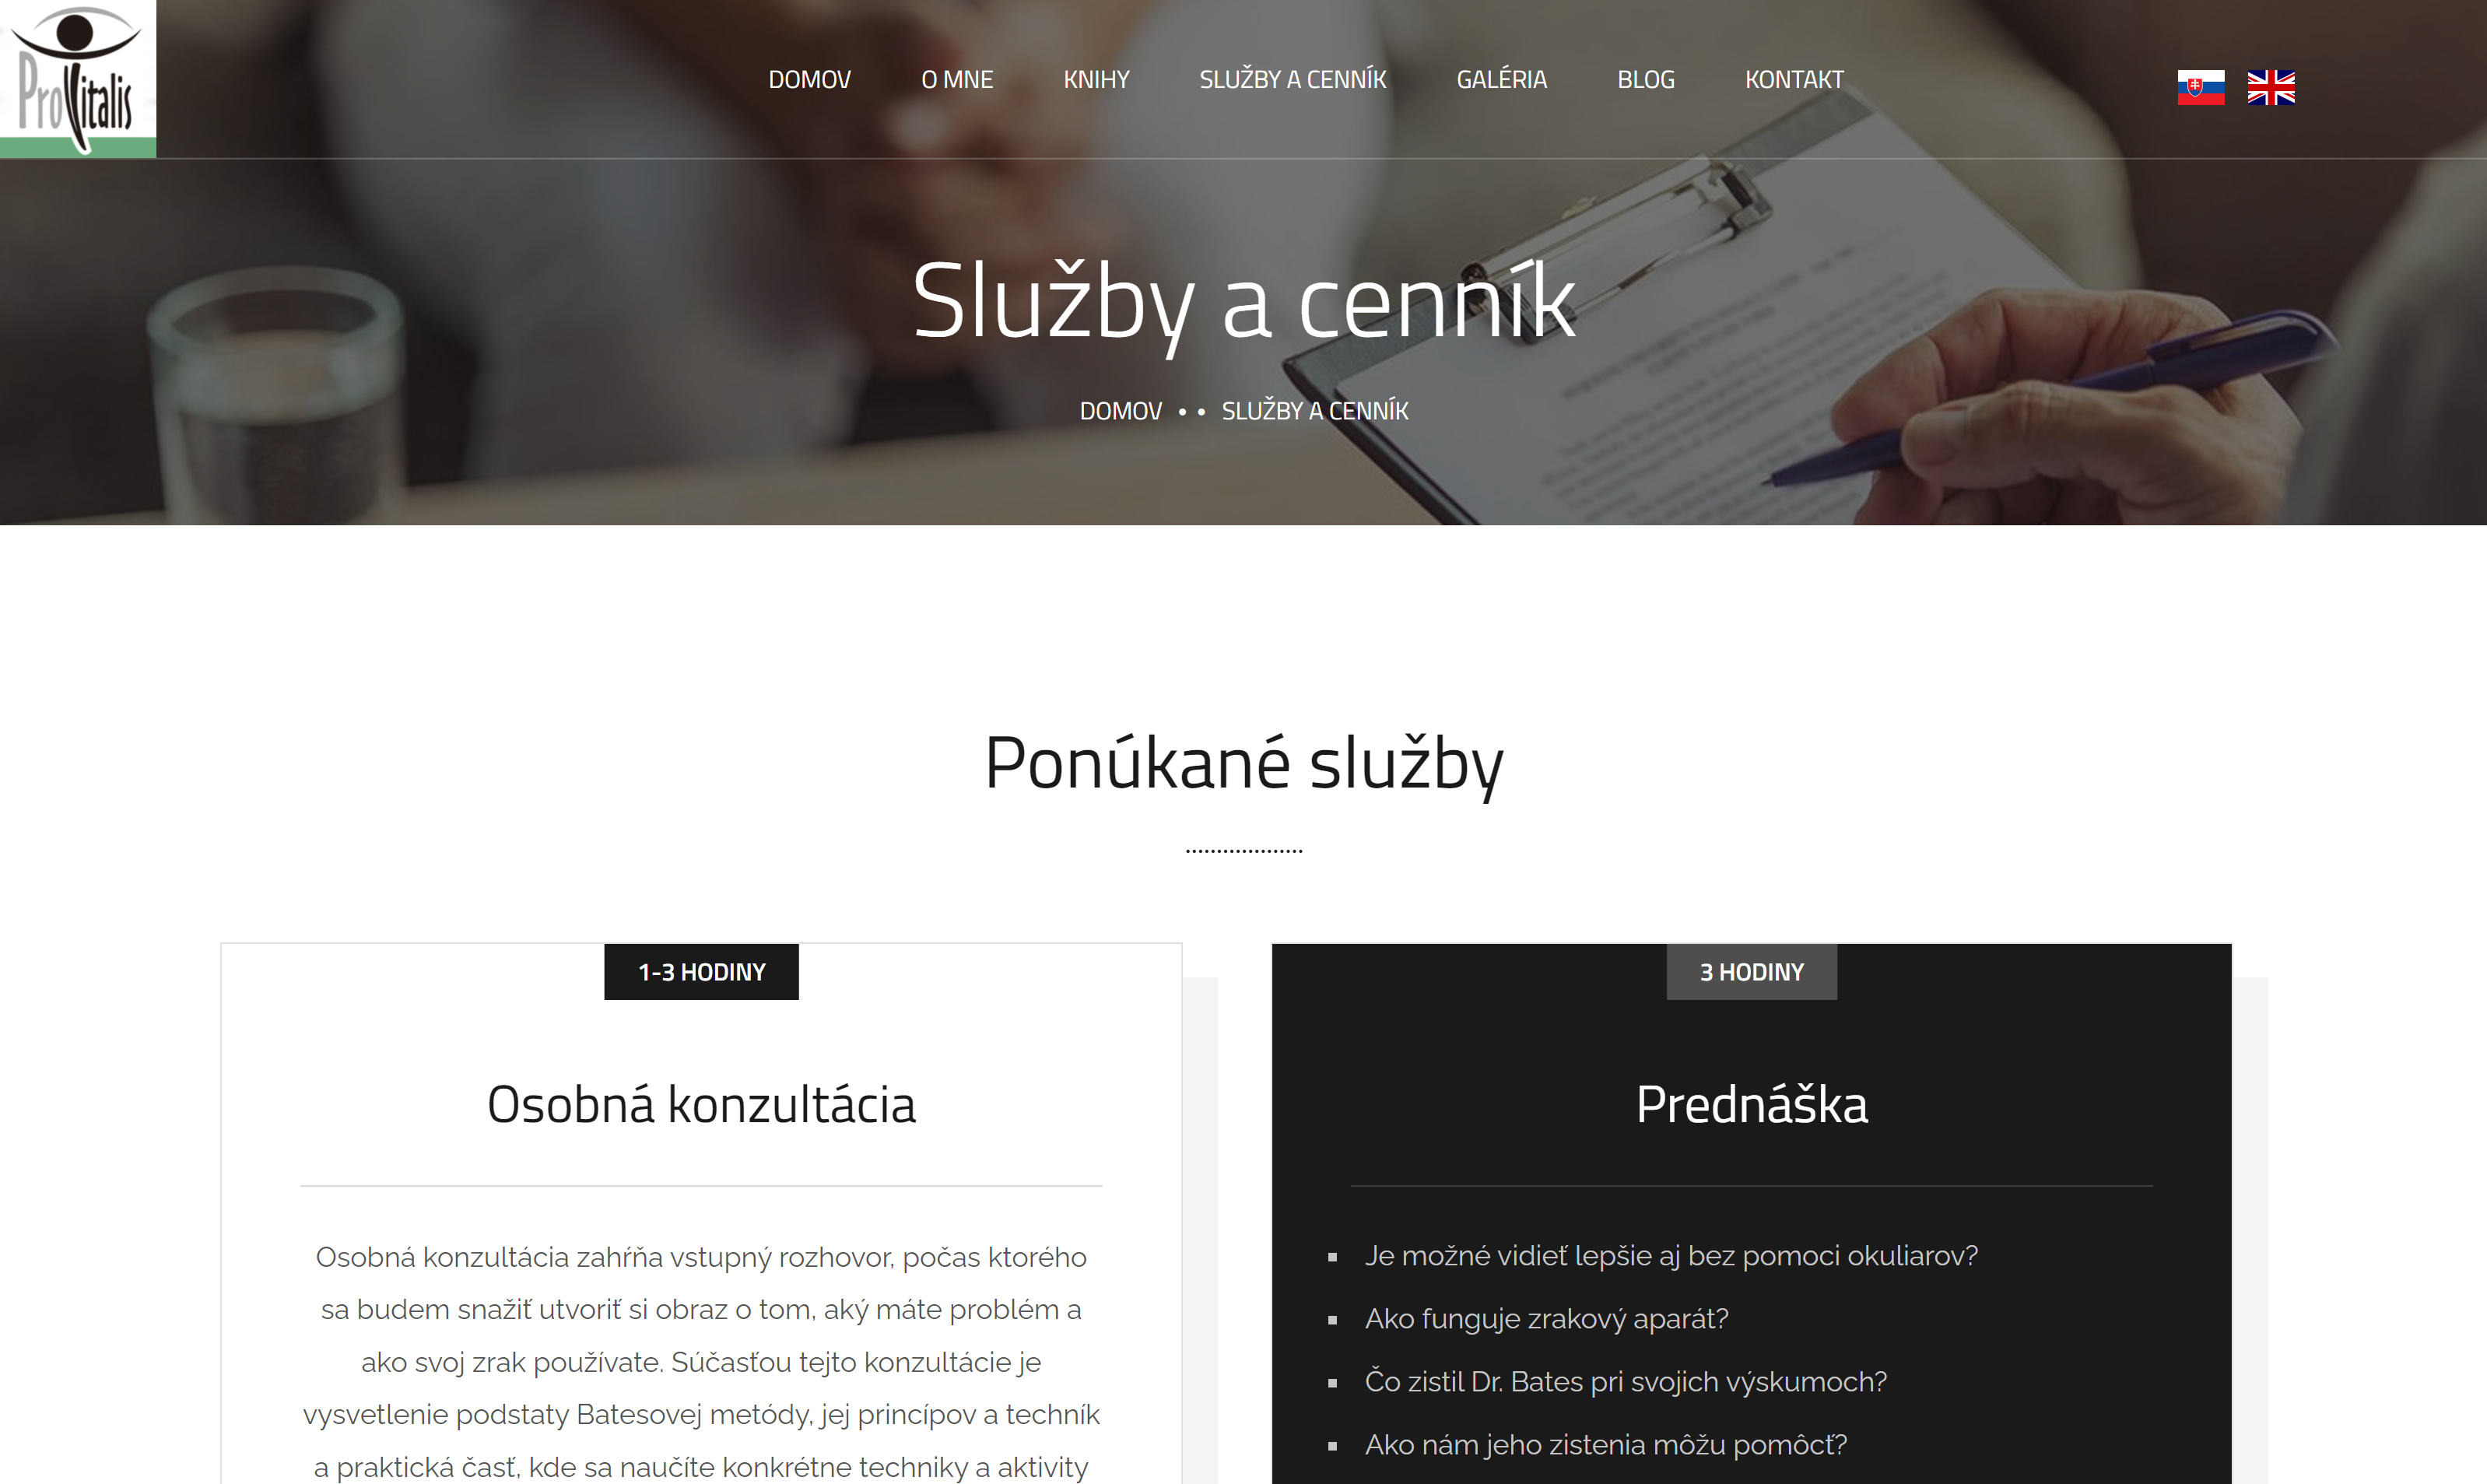 ProVitalis
DOMOV O MNE KNIHY SLUŽBY A CENNÍK GALÉRIA BLOG KONTAKT
Služby a cenník
DOMOV • • SLUŽBY A CENNÍK
Ponúkané služby
1-3 HODINY
Osobná konzultácia
Osobná konzultácia zahŕňa vstupný rozhovor, počas ktorého
sa budem snažiť utvoriť si obraz o tom, aký máte problém a
ako svoj zrak používate. Súčasťou tejto konzultácie je
vysvetlenie podstaty Batesovej metódy, jej princípov a techník
a praktická časť, kde sa naučíte konkrétne techniky a aktivity
3 HODINY
Prednáška
▪ Je možné vidieť lepšie aj bez pomoci okuliarov?
▪ Ako funguje zrakový aparát?
▪ Čo zistil Dr. Bates pri svojich výskumoch?
▪ Ako nám jeho zistenia môžu pomôcť?